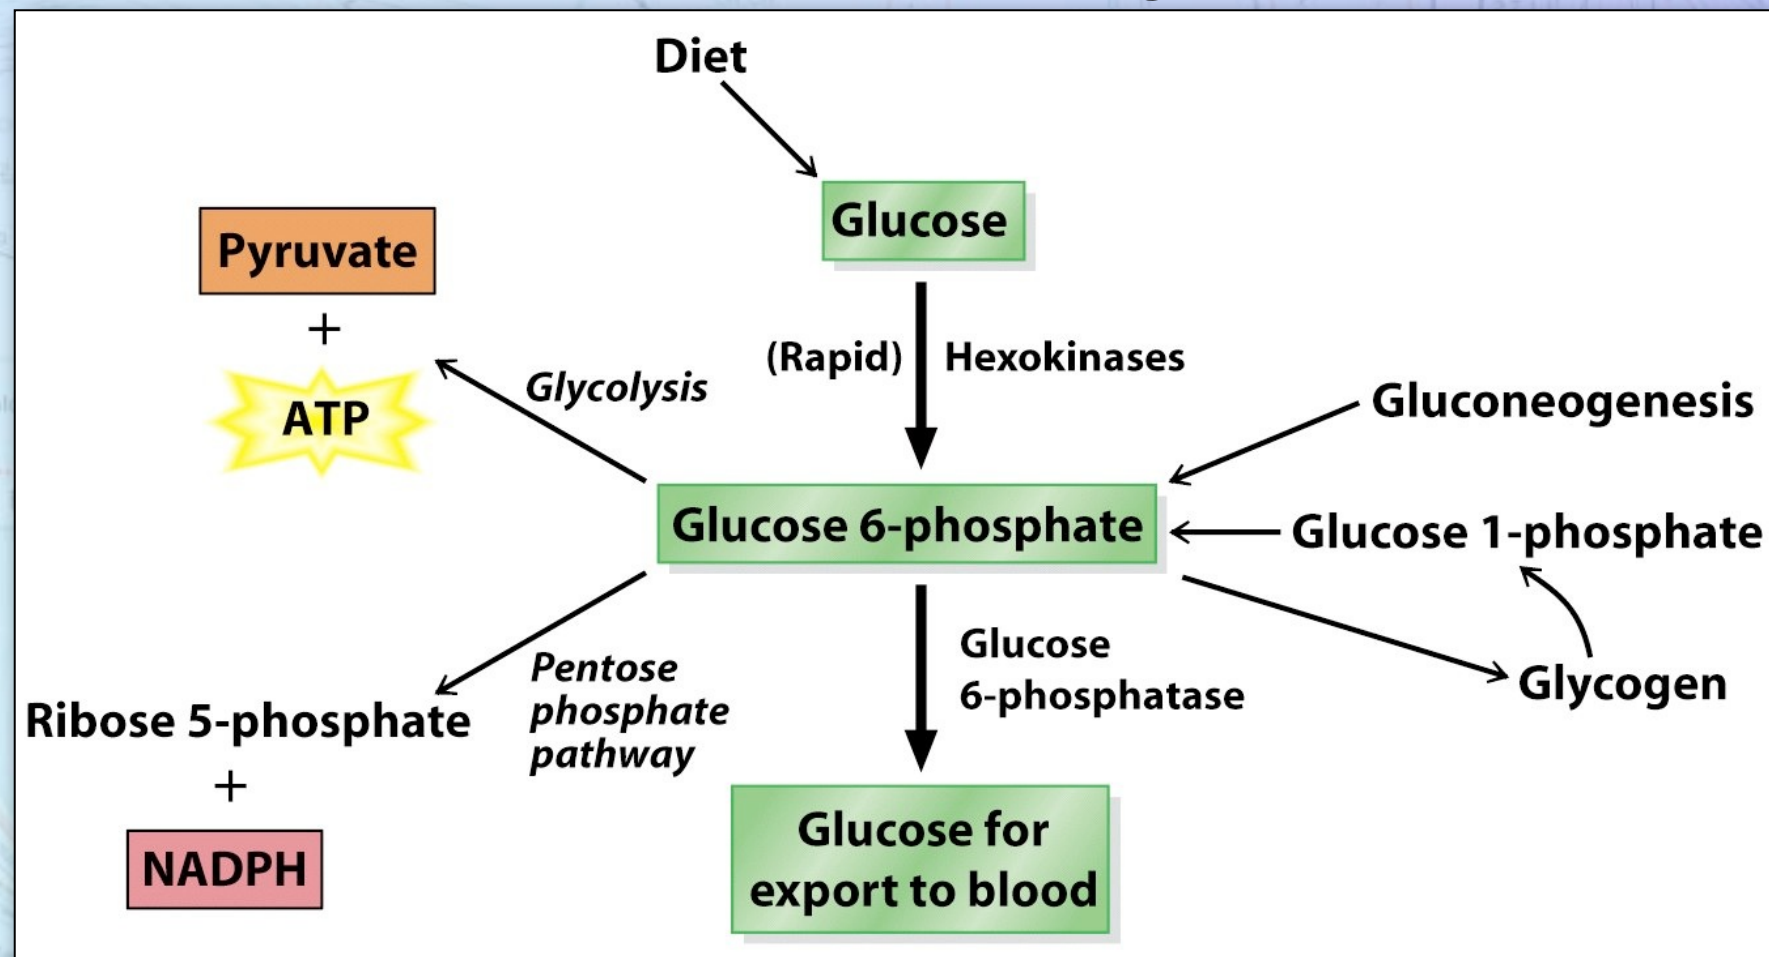 Diet
Glucose
Pyruvate
+
ATP
Glycolysis
(Rapid) Hexokinases
Gluconeogenesis
Glucose 6-phosphate
Glucose 1-phosphate
Glycogen
Pentose
phosphate
pathway
Glucose
6-phosphatase
Ribose 5-phosphate
+
NADPH
Glucose for
export to blood